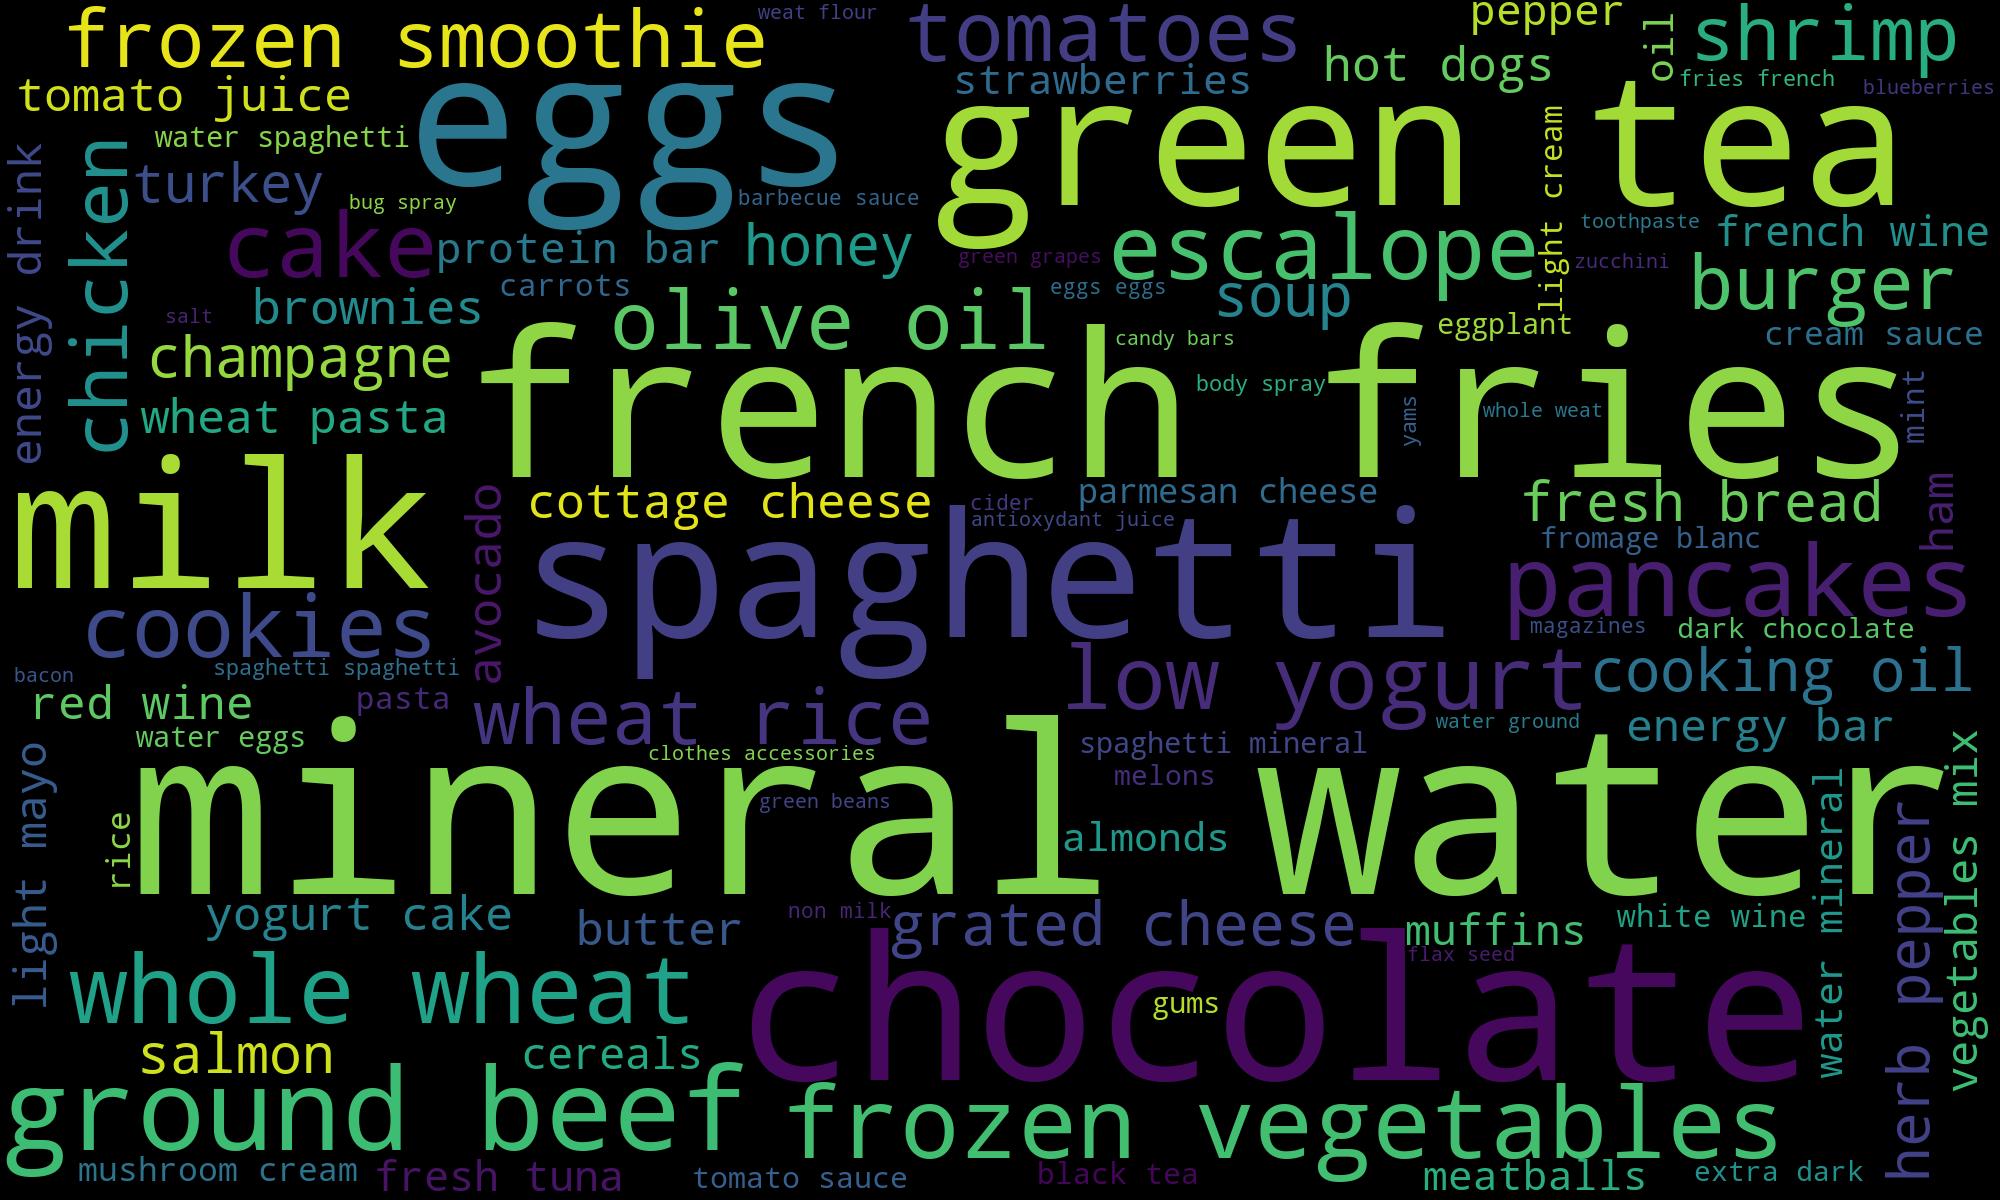 frozen smoothie
weat flour
tomatoes
pepper
oil
shrimp
tomato juice
eggs
strawberries
hot dogs
fries french
blueberries
green tea
water spaghetti
energy drink
chicken
turkey
bug spray
barbecue sauce
light cream
toothpaste
french wine
cake
protein bar
honey
green grapes
escalope
zucchini
burger
carrots
eggs eggs
soup
salt
brownies
olive oil
candy bars
eggplant
cream sauce
champagne
french fries
body spray
yams
whole weat
mint
wheat pasta
milk
avocado
cottage cheese
cider
parmesan cheese
antioxydant juice
fresh bread
ham
spaghetti
fromage blanc
pancakes
cookies
magazines
dark chocolate
bacon
spaghetti spaghetti
low yogurt
cooking oil
red wine
pasta
wheat rice
water ground
energy bar
water eggs
clothes accessories
spaghetti mineral
melons
light mayo
rice
mineral water
green beans
almonds
water mineral
herb pepper
vegetables mix
yogurt cake
butter
non milk
grated cheese
muffins
white wine
flax seed
whole wheat
chocolate
gums
salmon
cereals
ground beef
frozen vegetables
mushroom cream
fresh tuna
tomato sauce
black tea
meatballs
extra dark